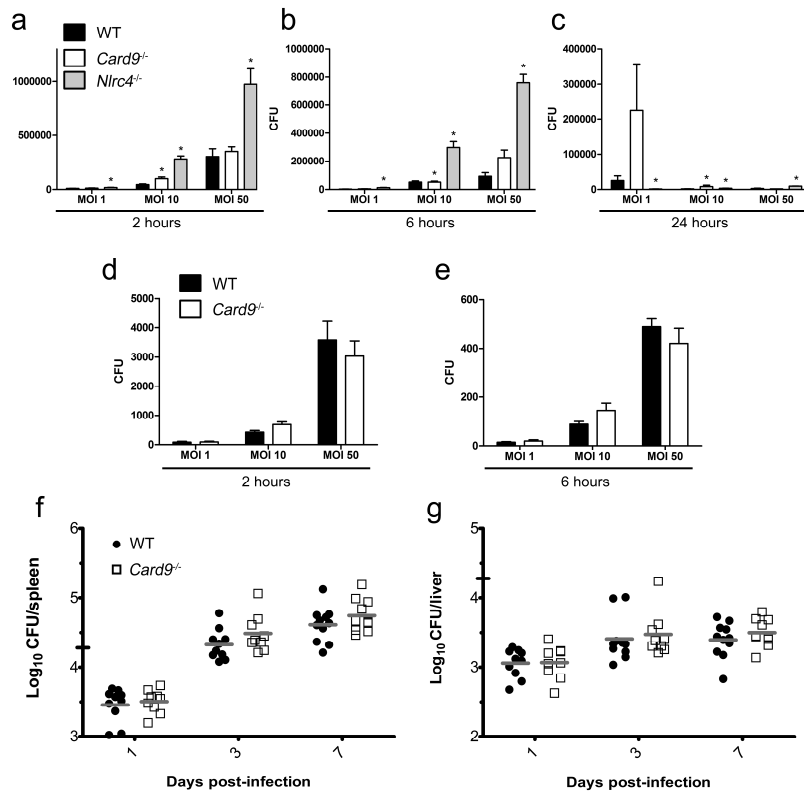 a
WT
Card9-/-
Nlrc4-/-
1000000
500000
0
*
*
*
*
MOI 1
MOI 10
MOI 50
2 hours
b
CFU
1000000
800000
600000
400000
200000
0
*
*
*
*
MOI 1
MOI 10
MOI 50
6 hours
c
CFU
400000
300000
200000
100000
0
*
*
*
*
MOI 1
MOI 10
MOI 50
24 hours
d
WT
Card9-/-
CFU
5000
4000
3000
2000
1000
0
MOI 1
MOI 10
MOI 50
2 hours
e
CFU
600
400
200
0
MOI 1
MOI 10
MOI 50
6 hours
f
WT
Card9-/-
Log10 CFU/spleen
6
5
4
3
1
3
7
Days post-infection
g
Log10 CFU/liver
5
4
3
2
1
3
7
Days post-infection